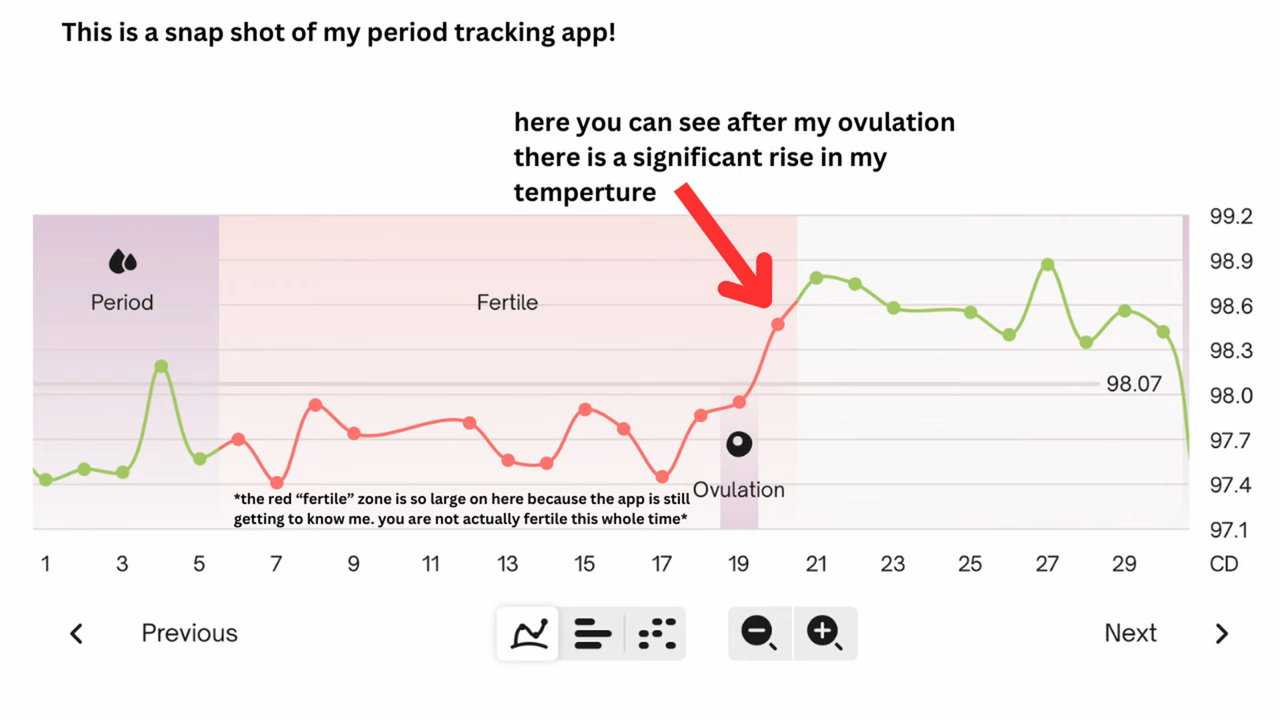 This is a snap shot of my period tracking app!
here you can see after my ovulation
there is a significant rise in my
temperture
Period
Fertile
99.2
98.9
98.6
98.3
98.07
98.0
97.7
97.4
97.1
Ovulation
*the red “fertile” zone is so large on here because the app is still
getting to know me. you are not actually fertile this whole time*
1 3 5 7 9 11 13 15 17 19 21 23 25 27 29 CD
Previous
Next